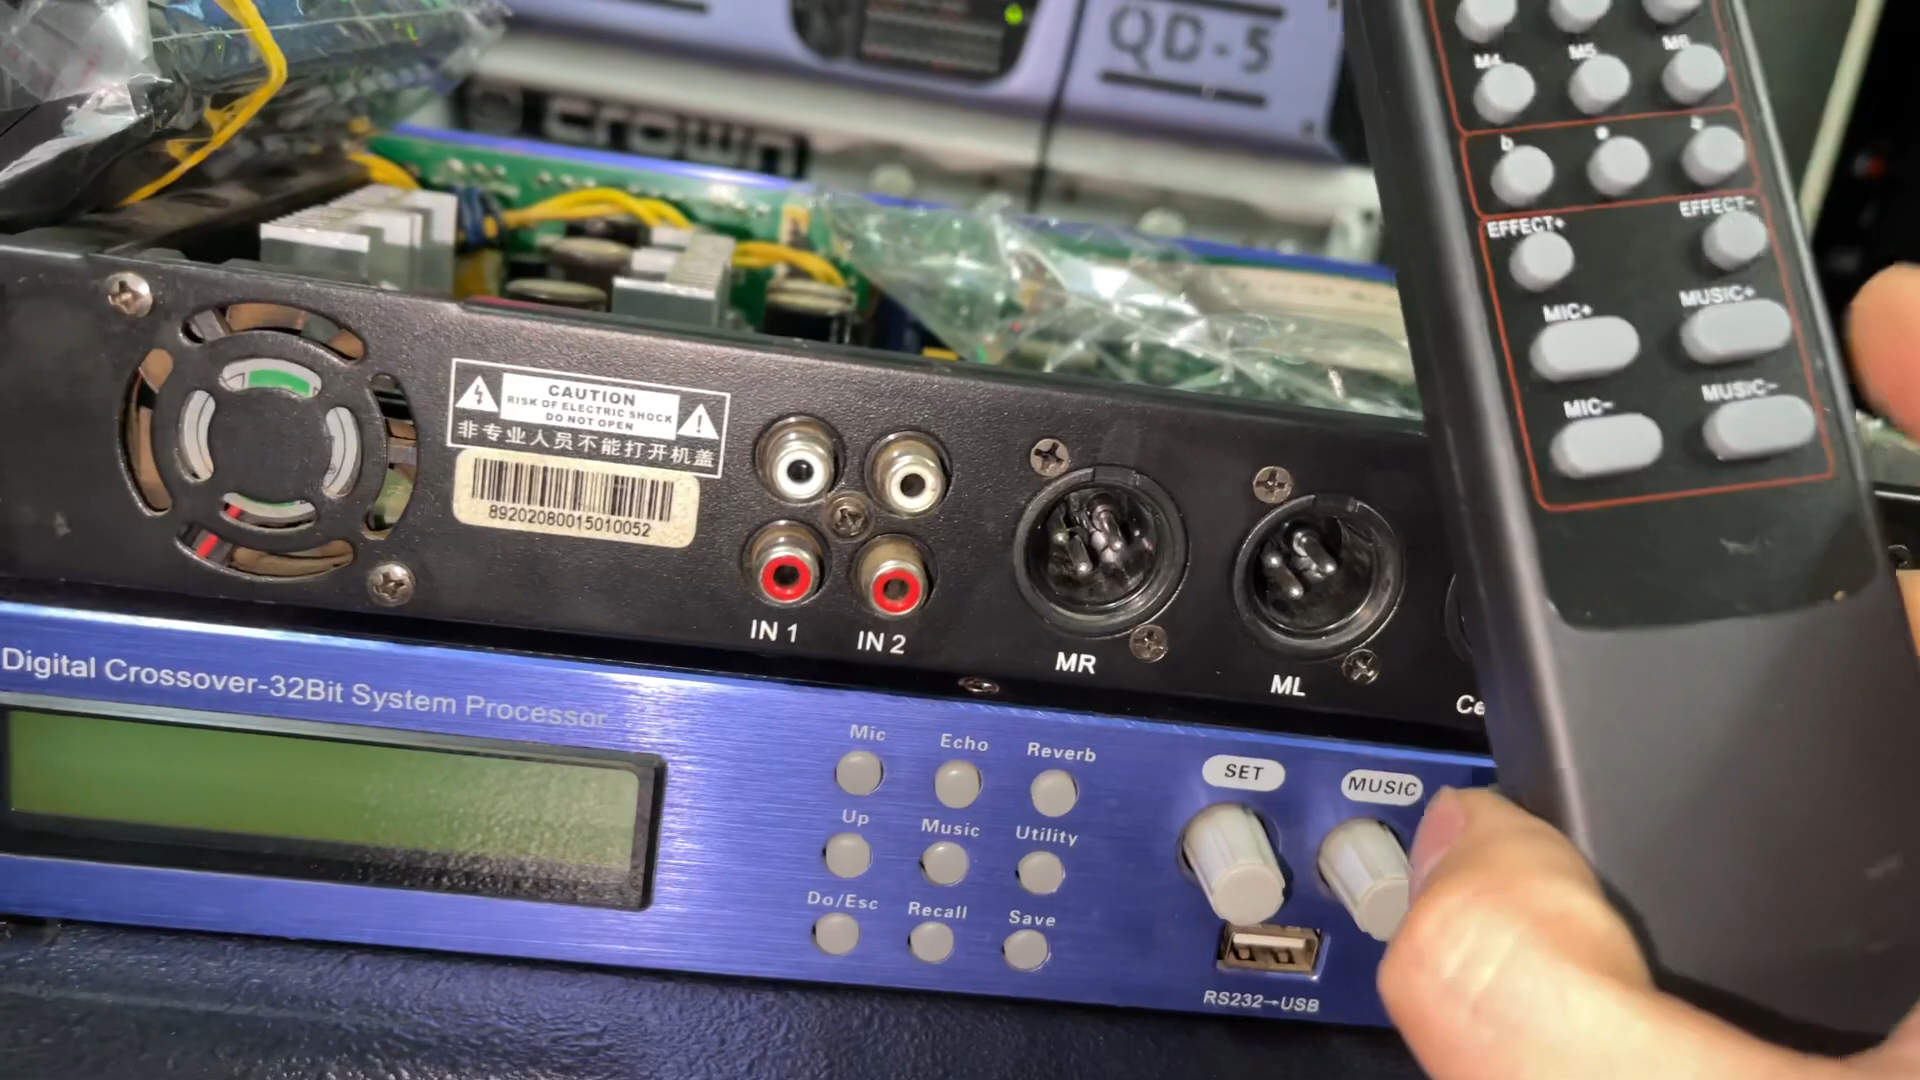 QD-5
crown
M4
M5
M6
b
EFFECT+
EFFECT-
MIC+
MUSIC+
MIC-
MUSIC-
CAUTION
RISK OF ELECTRIC SHOCK
DO NOT OPEN
非专业人员不能打开机盖
89202080015010052
IN 1
IN 2
MR
ML
Digital Crossover-32Bit System Processor
Mic
Echo
Reverb
Up
Music
Utility
Do/Esc
Recall
Save
SET
MUSIC
RS232→USB